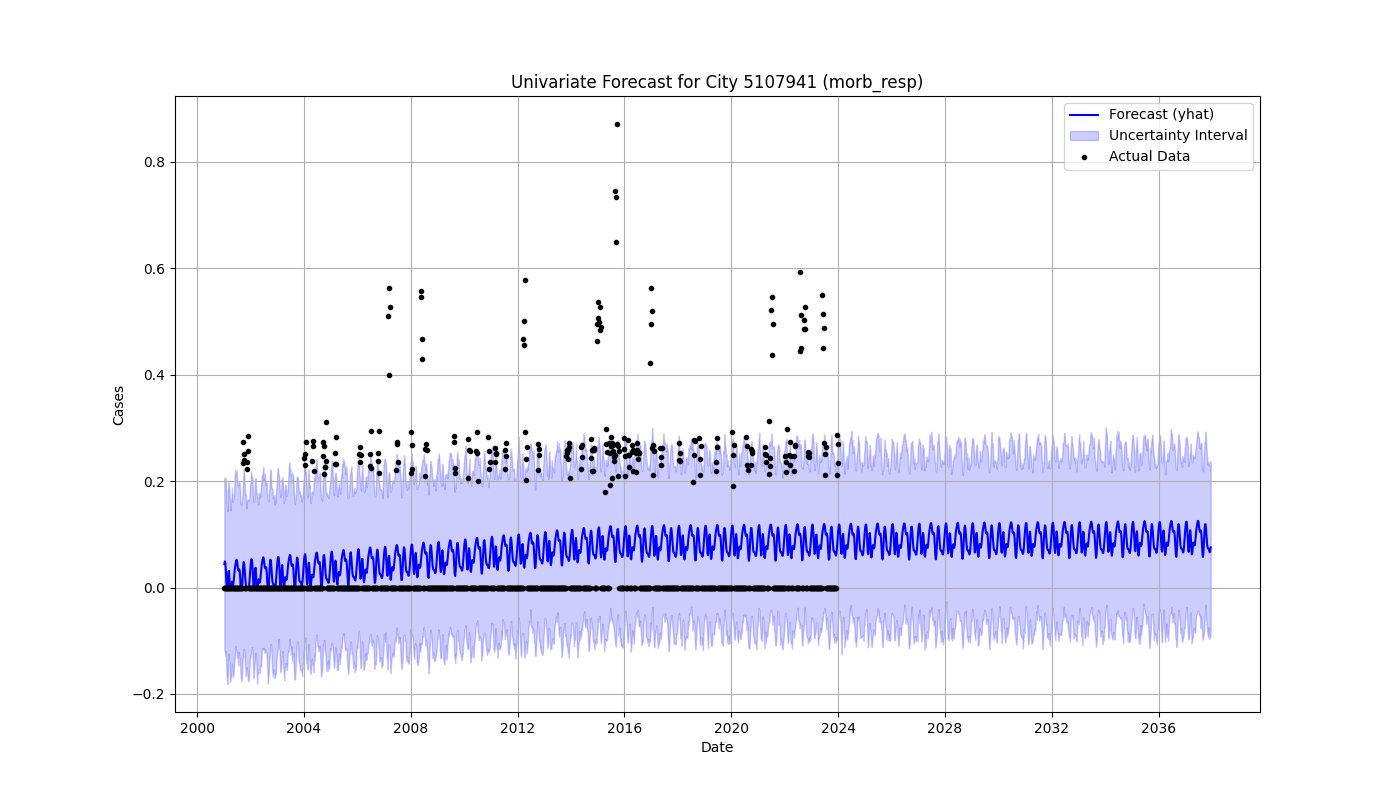 Univariate Forecast for City 5107941 (morb_resp)
Forecast (yhat)
Uncertainty Interval
Actual Data
Cases
0.8
0.6
0.4
0.2
0.0
−0.2
2000 2004 2008 2012 2016 2020 2024 2028 2032 2036
Date